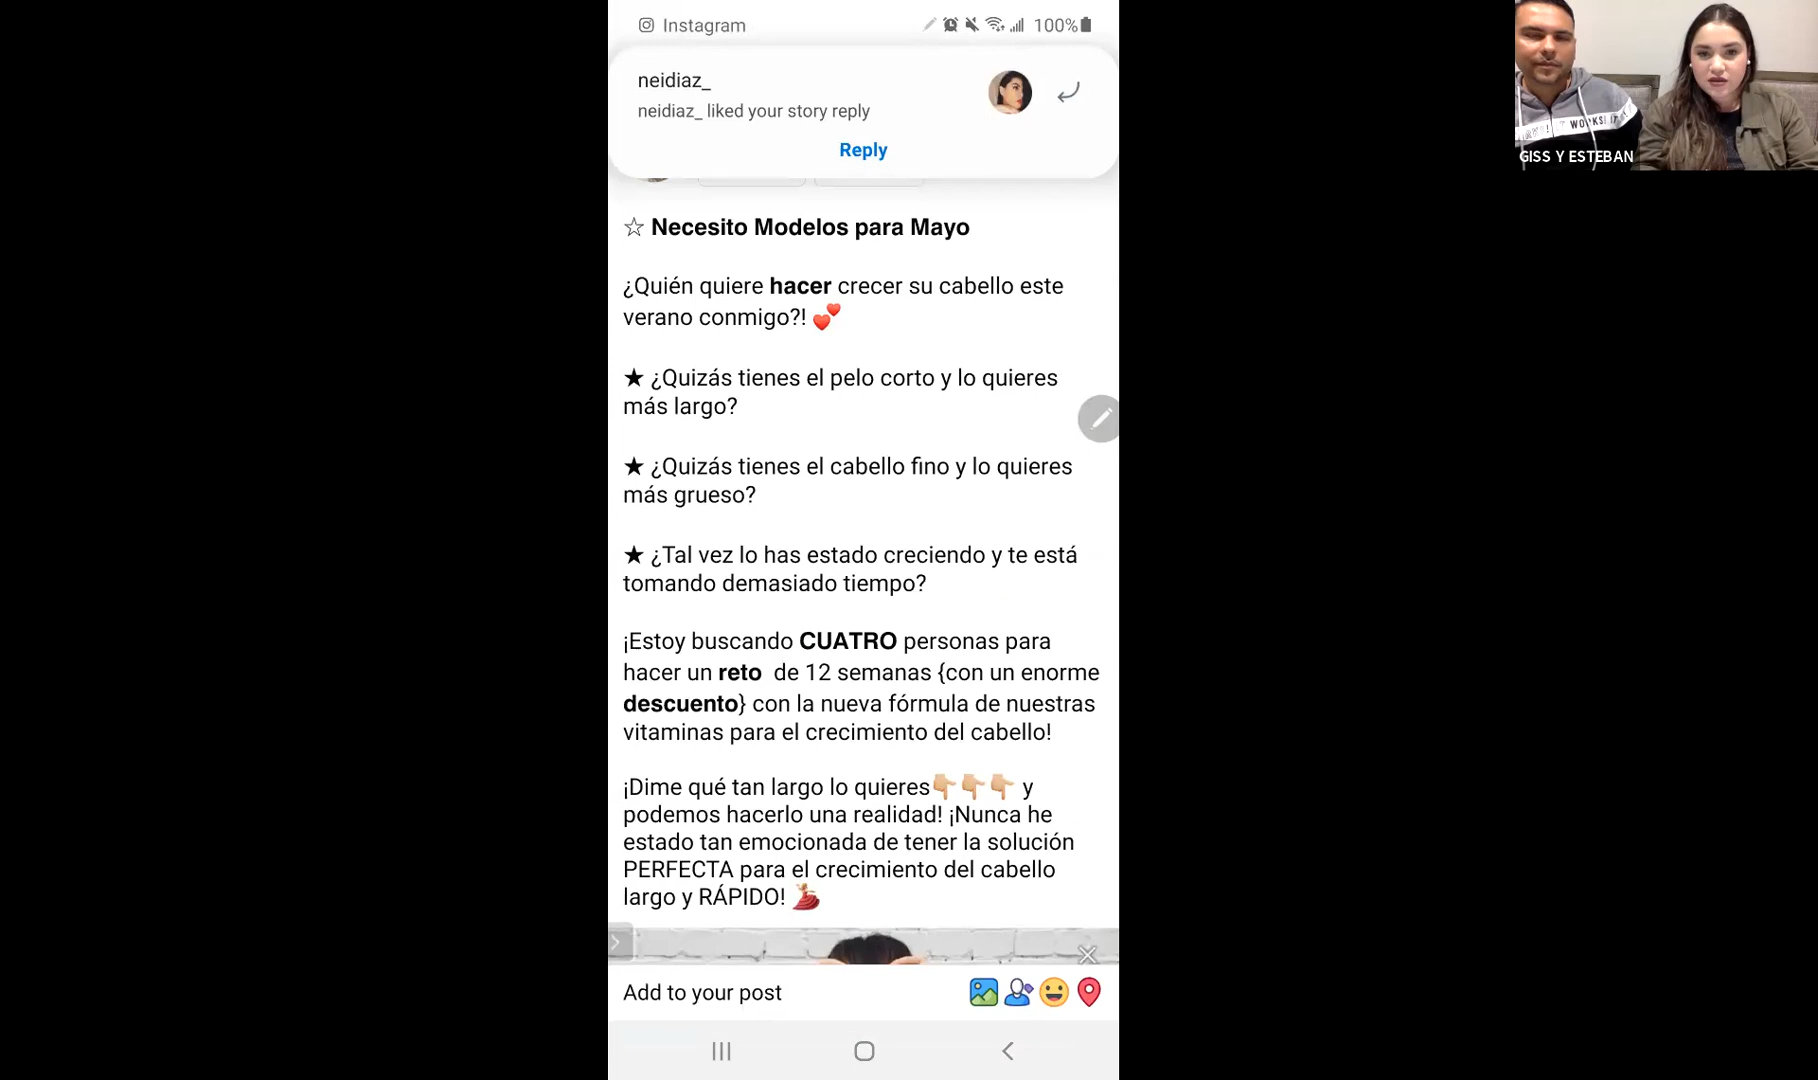 Instagram
100%
neidiaz_
neidiaz_ liked your story reply
Reply
☆ Necesito Modelos para Mayo
¿Quién quiere hacer crecer su cabello este
verano conmigo?! 💕
★ ¿Quizás tienes el pelo corto y lo quieres
más largo?
★ ¿Quizás tienes el cabello fino y lo quieres
más grueso?
★ ¿Tal vez lo has estado creciendo y te está
tomando demasiado tiempo?
¡Estoy buscando CUATRO personas para
hacer un reto de 12 semanas {con un enorme
descuento} con la nueva fórmula de nuestras
vitaminas para el crecimiento del cabello!
¡Dime qué tan largo lo quieres👇🏼👇🏼👇🏼 y
podemos hacerlo una realidad! ¡Nunca he
estado tan emocionada de tener la solución
PERFECTA para el crecimiento del cabello
largo y RÁPIDO! 💃🏼
Add to your post
WORKS!
GISS Y ESTEBAN